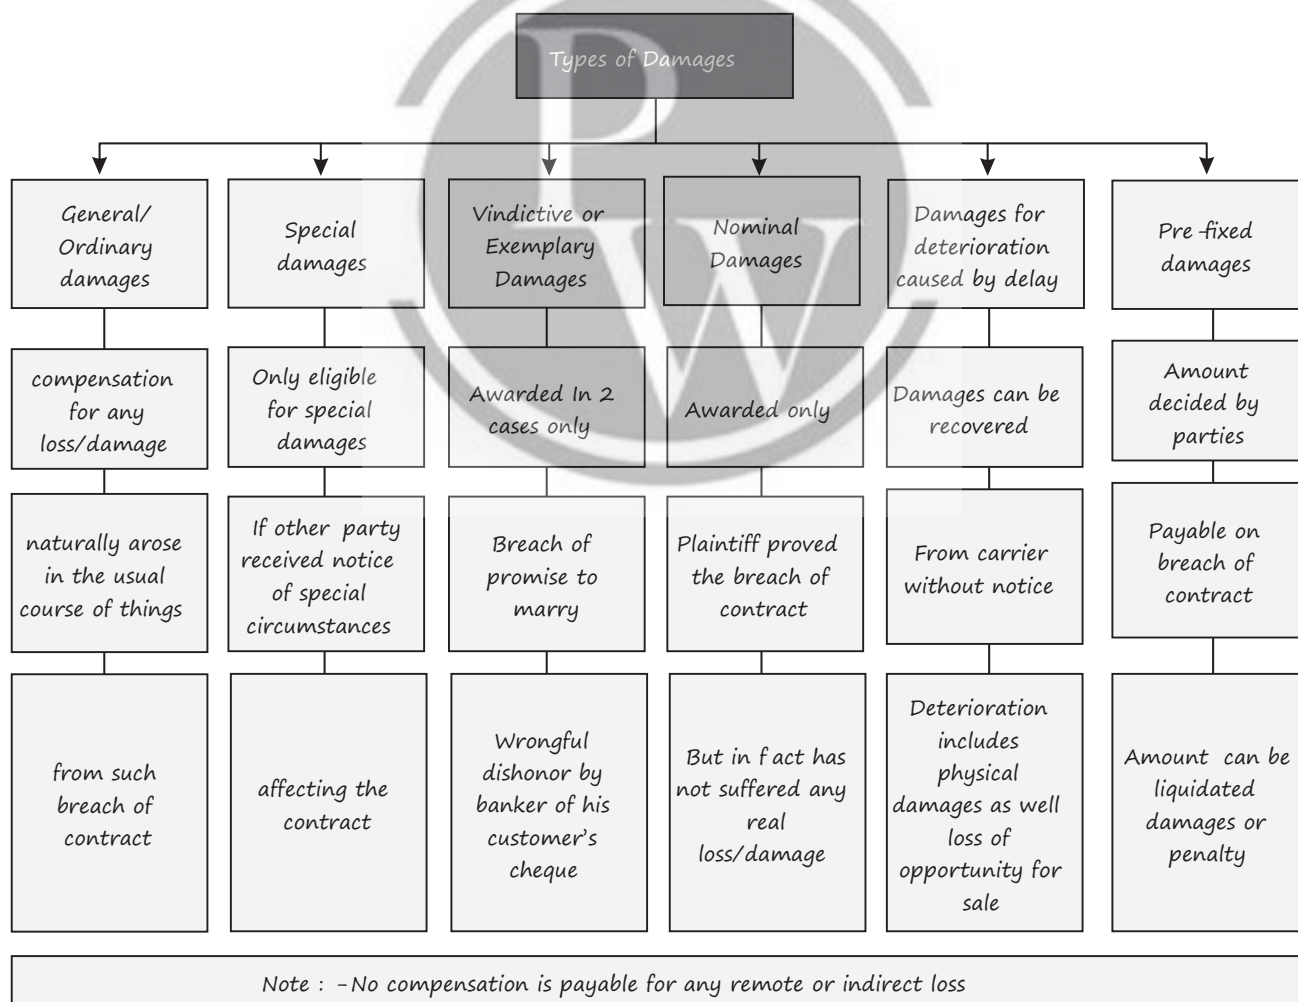 Types of Damages
General/
Ordinary
damages
compensation
for any
loss/damage
naturally arose
in the usual
course of things
from such
breach of
contract
Special
damages
Only eligible
for special
damages
If other party
received notice
of special
circumstances
affecting the
contract
Vindictive or
Exemplary
Damages
Awarded In 2
cases only
Breach of
promise to
marry
Wrongful
dishonor by
banker of his
customer's
cheque
Nominal
Damages
Awarded only
Plaintiff proved
the breach of
contract
But in fact has
not suffered any
real
loss/damage
Damages for
deterioration
caused by delay
Damages can be
recovered
From carrier
without notice
Deterioration
includes
physical
damages as well
loss of
opportunity for
sale
Pre-fixed
damages
Amount
decided by
parties
Payable on
breach of
contract
Amount can be
liquidated
damages or
penalty
Note : -No compensation is payable for any remote or indirect loss
PW